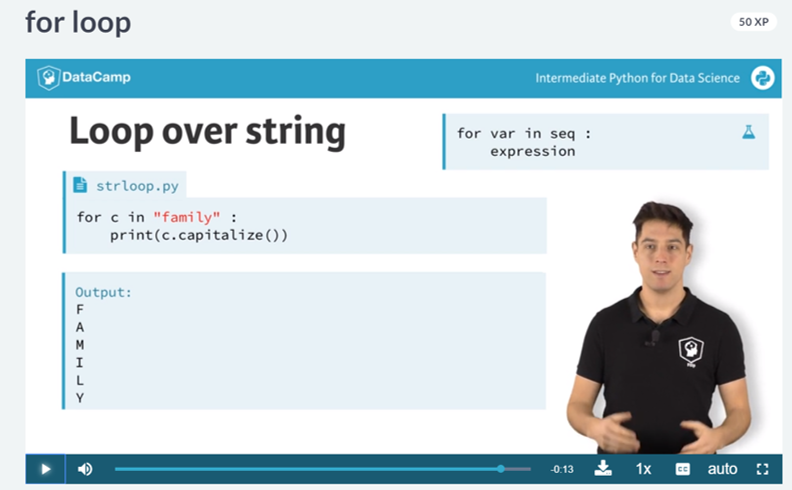 for loop
50 XP
DataCamp
Intermediate Python for Data Science
Loop over string
for var in seq :
    expression
strloop.py
for c in "family" :
    print(c.capitalize())
Output:
F
A
M
I
L
Y
-0:13
1x
CC
auto